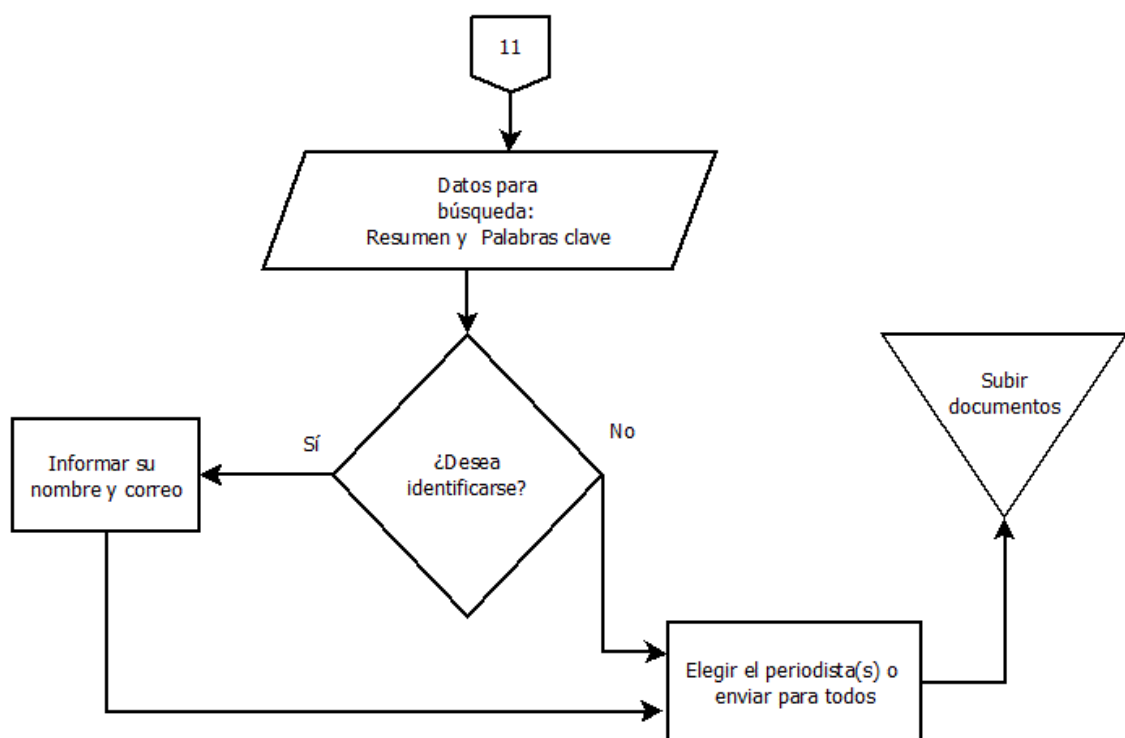 11
Datos para
búsqueda:
Resumen y Palabras clave
¿Desea
identificarse?
Sí
No
Informar su
nombre y correo
Elegir el periodista(s) o
enviar para todos
Subir
documentos